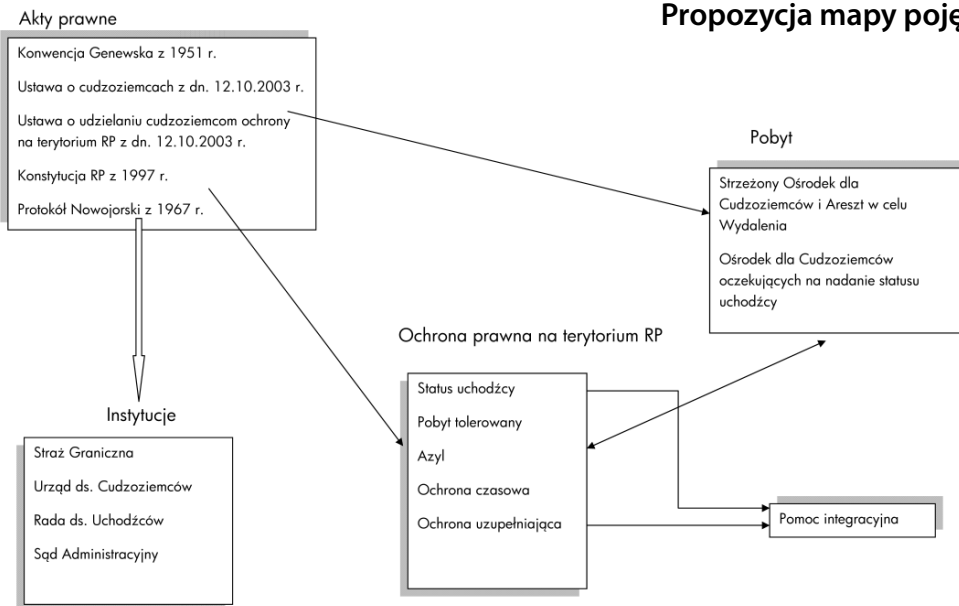 Propozycja mapy poję
Akty prawne
Konwencja Genewska z 1951 r.
Ustawa o cudzoziemcach z dn. 12.10.2003 r.
Ustawa o udzielaniu cudzoziemcom ochrony
na terytorium RP z dn. 12.10.2003 r.
Konstytucja RP z 1997 r.
Protokół Nowojorski z 1967 r.
Pobyt
Strzeżony Ośrodek dla
Cudzoziemców i Areszt w celu
Wydalenia
Ośrodek dla Cudzoziemców
oczekujących na nadanie statusu
uchodźcy
Ochrona prawna na terytorium RP
Status uchodźcy
Pobyt tolerowany
Azyl
Ochrona czasowa
Ochrona uzupełniająca
Instytucje
Straż Graniczna
Urząd ds. Cudzoziemców
Rada ds. Uchodźców
Sąd Administracyjny
Pomoc integracyjna